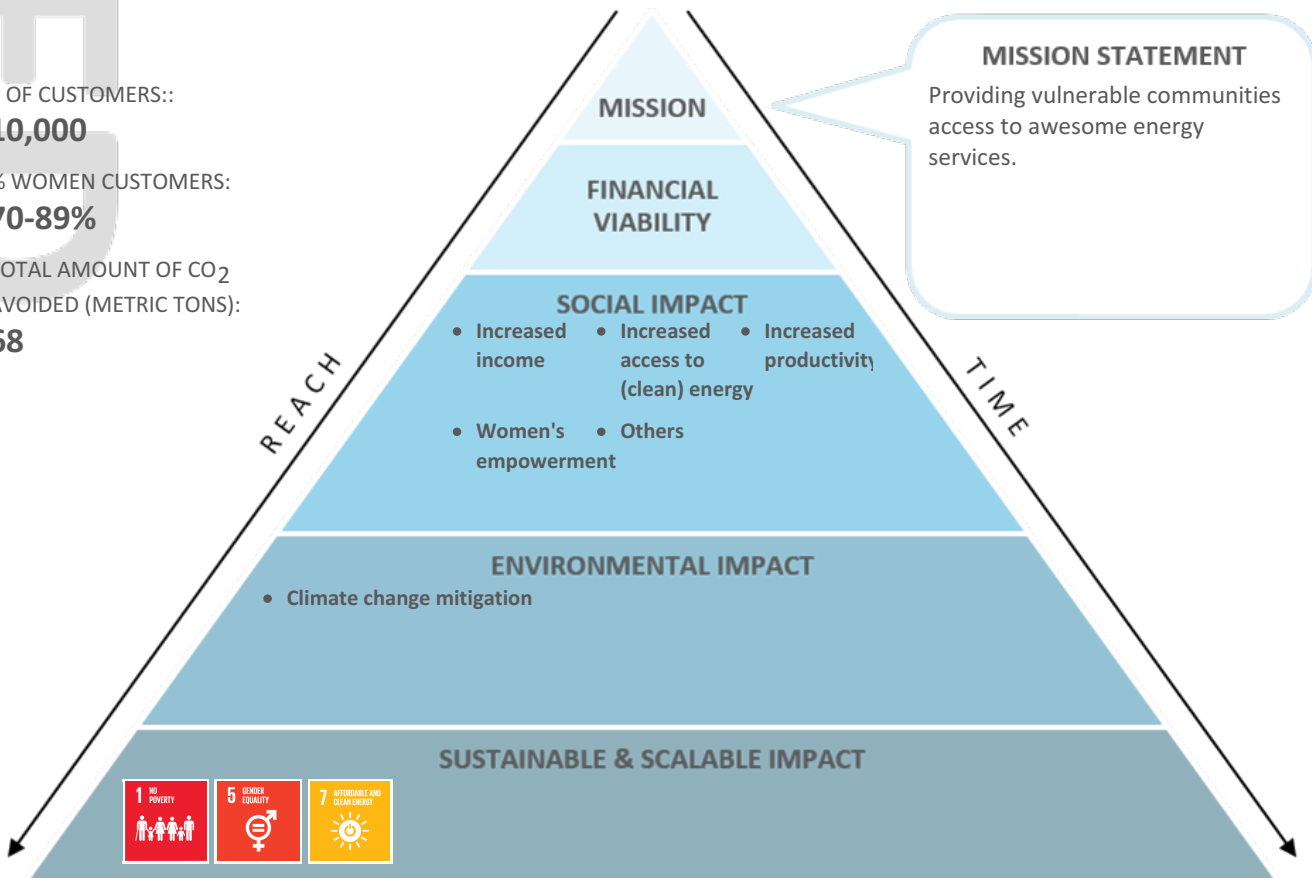 OF CUSTOMERS::
10,000
% WOMEN CUSTOMERS:
70-89%
OTAL AMOUNT OF CO2
AVOIDED (METRIC TONS):
68
REACH
TIME
MISSION
MISSION STATEMENT
Providing vulnerable communities
access to awesome energy
services.
FINANCIAL
VIABILITY
SOCIAL IMPACT
• Increased
income
• Increased
access to
(clean) energy
• Increased
productivity
• Women's
empowerment
• Others
ENVIRONMENTAL IMPACT
• Climate change mitigation
SUSTAINABLE & SCALABLE IMPACT
1 NO
POVERTY
5 GENDER
EQUALITY
7 AFFORDABLE AND
CLEAN ENERGY